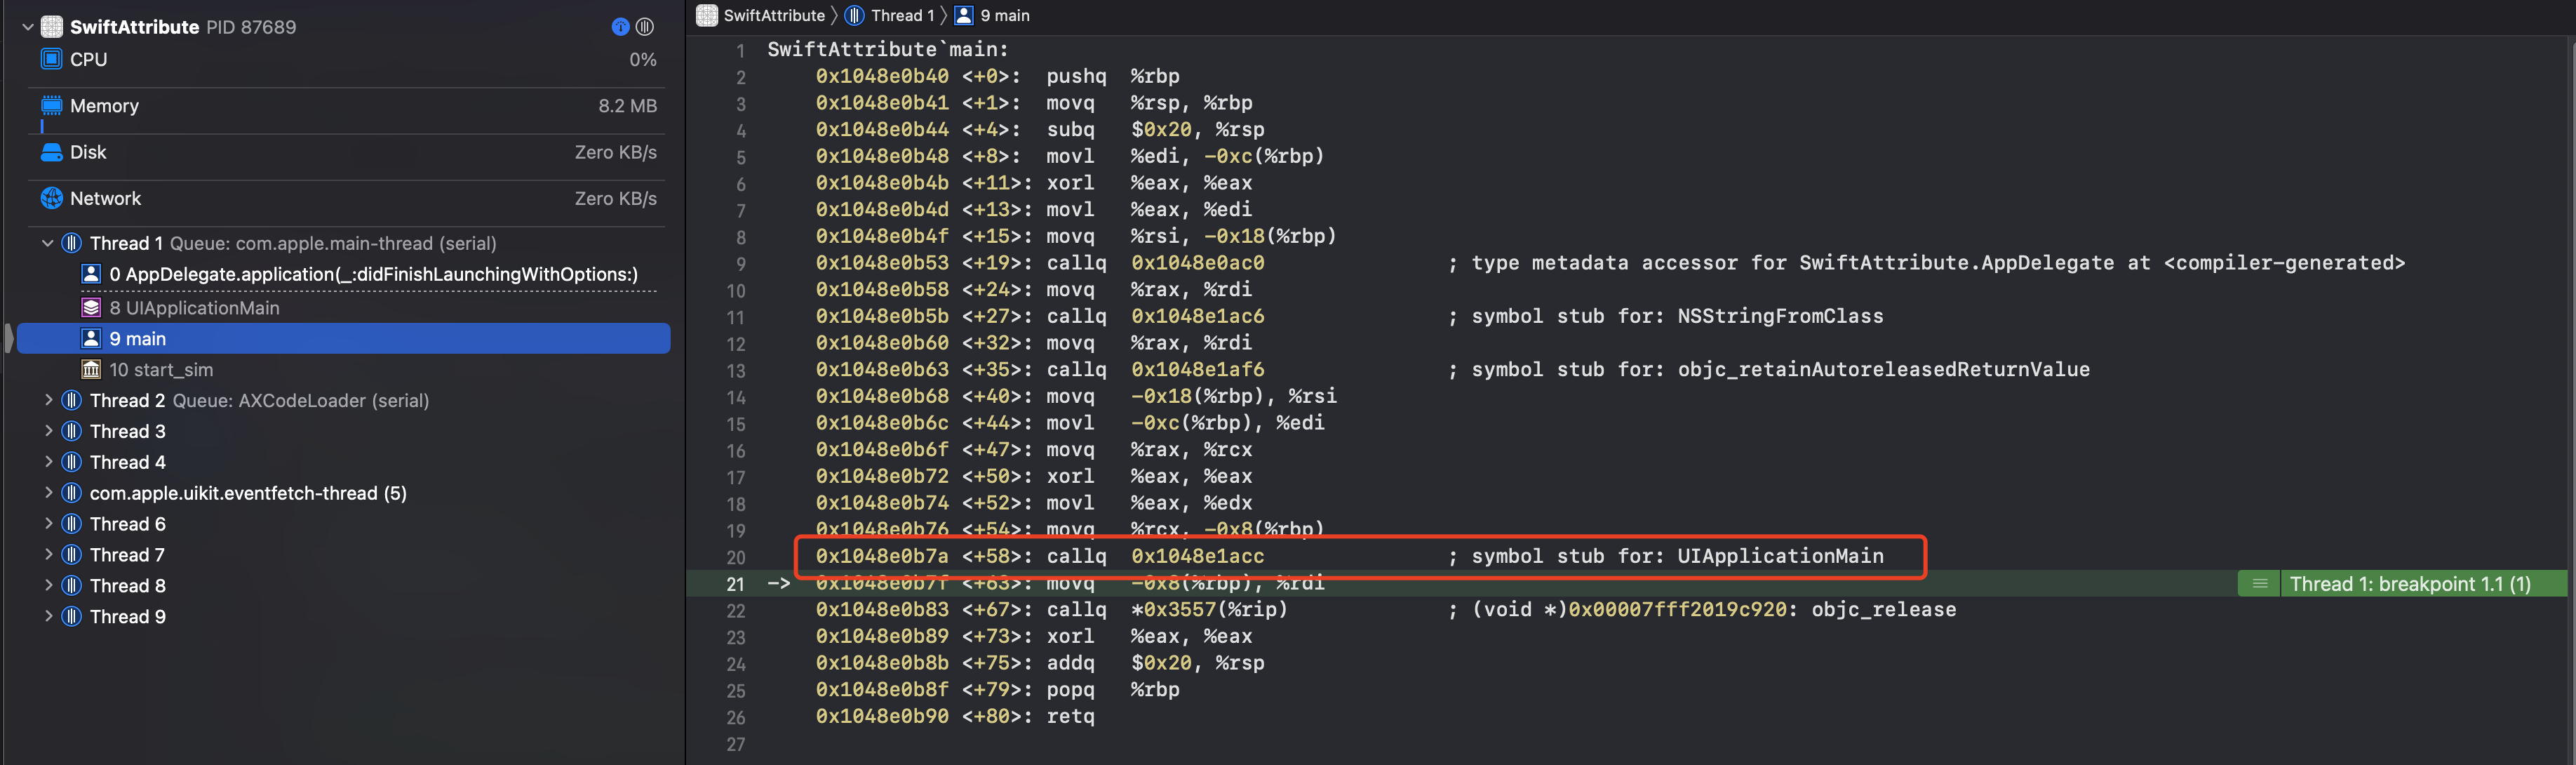 SwiftAttribute PID 87689
CPU 0%
Memory 8.2 MB
Disk Zero KB/s
Network Zero KB/s
Thread 1 Queue: com.apple.main-thread (serial)
0 AppDelegate.application(_:didFinishLaunchingWithOptions:)
8 UIApplicationMain
9 main
10 start_sim
Thread 2 Queue: AXCodeLoader (serial)
Thread 3
Thread 4
com.apple.uikit.eventfetch-thread (5)
Thread 6
Thread 7
Thread 8
Thread 9
SwiftAttribute 〉 Thread 1 〉 9 main
1 SwiftAttribute`main:
2 0x1048e0b40 <+0>: pushq %rbp
3 0x1048e0b41 <+1>: movq %rsp, %rbp
4 0x1048e0b44 <+4>: subq $0x20, %rsp
5 0x1048e0b48 <+8>: movl %edi, -0xc(%rbp)
6 0x1048e0b4b <+11>: xorl %eax, %eax
7 0x1048e0b4d <+13>: movl %eax, %edi
8 0x1048e0b4f <+15>: movq %rsi, -0x18(%rbp)
9 0x1048e0b53 <+19>: callq 0x1048e0ac0 ; type metadata accessor for SwiftAttribute.AppDelegate at <compiler-generated>
10 0x1048e0b58 <+24>: movq %rax, %rdi
11 0x1048e0b5b <+27>: callq 0x1048e1ac6 ; symbol stub for: NSStringFromClass
12 0x1048e0b60 <+32>: movq %rax, %rdi
13 0x1048e0b63 <+35>: callq 0x1048e1af6 ; symbol stub for: objc_retainAutoreleasedReturnValue
14 0x1048e0b68 <+40>: movq -0x18(%rbp), %rsi
15 0x1048e0b6c <+44>: movl -0xc(%rbp), %edi
16 0x1048e0b6f <+47>: movq %rax, %rcx
17 0x1048e0b72 <+50>: xorl %eax, %eax
18 0x1048e0b74 <+52>: movl %eax, %edx
19 0x1048e0b76 <+54>: movq %rcx, -0x8(%rbp)
20 0x1048e0b7a <+58>: callq 0x1048e1acc ; symbol stub for: UIApplicationMain
21 -> 0x1048e0b7f <+63>: movq -0x8(%rbp), %rdi Thread 1: breakpoint 1.1 (1)
22 0x1048e0b83 <+67>: callq *0x3557(%rip) ; (void *)0x00007fff2019c920: objc_release
23 0x1048e0b89 <+73>: xorl %eax, %eax
24 0x1048e0b8b <+75>: addq $0x20, %rsp
25 0x1048e0b8f <+79>: popq %rbp
26 0x1048e0b90 <+80>: retq
27